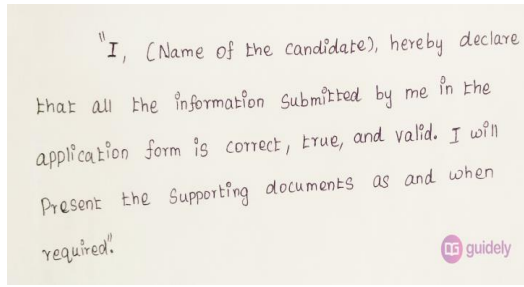 "I, (Name of the candidate), hereby declare
that all the information Submitted by me in the
application form is correct, true, and valid. I will
Present the Supporting documents as and when
required".
guidely